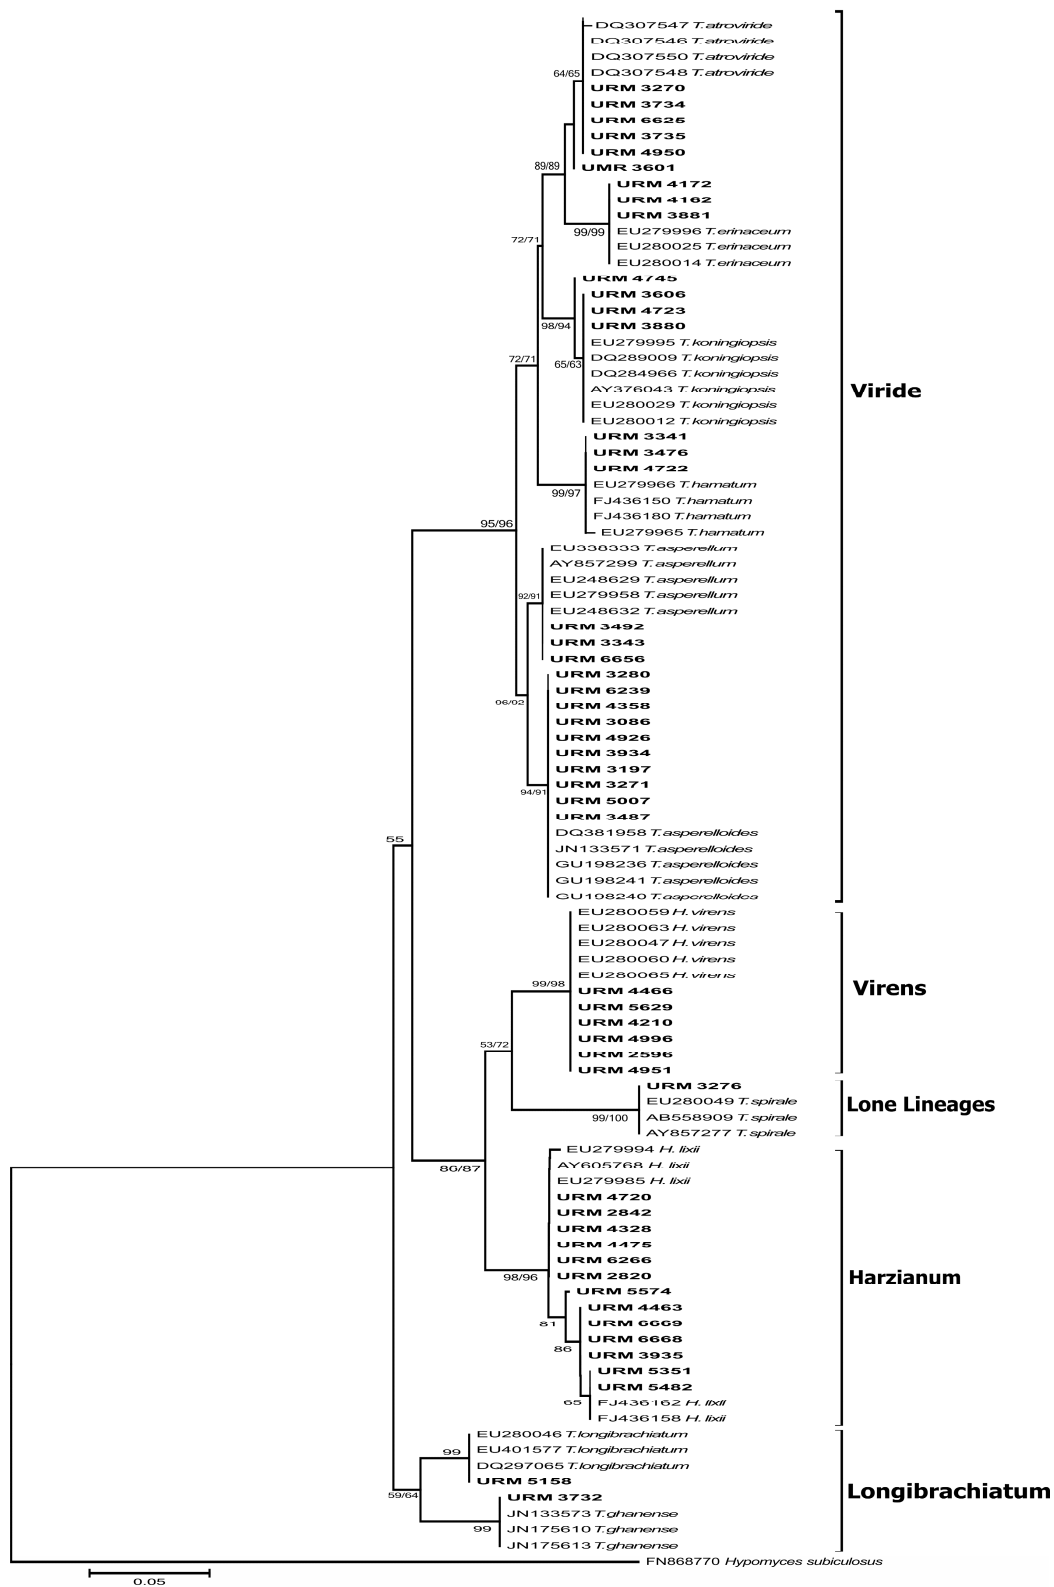 DQ307547 T. atroviride
DQ307546 T. atroviride
DQ307550 T. atroviride
DQ307548 T. atroviride
64/65
URM 3270
URM 3734
URM 6625
URM 3735
URM 4950
UMR 3601
89/89
URM 4172
URM 4162
URM 3881
99/99
EU279996 T. erinaceum
EU280025 T. erinaceum
EU280014 T. erinaceum
72/71
URM 4745
URM 3606
URM 4723
URM 3880
98/94
EU279995 T. koningiopsis
DQ289009 T. koningiopsis
72/71
65/63
DQ284966 T. koningiopsis
AY376043 T. koningiopsis
Viride
EU280029 T. koningiopsis
EU280012 T. koningiopsis
URM 3341
URM 3476
URM 4722
EU279966 T. hamatum
99/97
FJ436150 T. hamatum
FJ436180 T. hamatum
95/96
EU279965 T. hamatum
EU338333 T. asperellum
AY857299 T. asperellum
EU248629 T. asperellum
92/91
EU279958 T. asperellum
EU248632 T. asperellum
URM 3492
URM 3343
URM 6656
URM 3280
URM 6239
96/92
URM 4358
URM 3086
URM 4926
URM 3934
URM 3197
URM 3271
94/91
URM 5007
URM 3487
DQ381958 T. asperelloides
55
JN133571 T. asperelloides
GU198236 T. asperelloides
GU198241 T. asperelloides
GU198240 T. asperelloides
EU280059 H. virens
EU280063 H. virens
EU280047 H. virens
EU280060 H. virens
EU280065 H. virens
99/98
Virens
URM 4466
URM 5629
URM 4210
URM 4996
53/72
URM 2596
URM 4951
URM 3276
EU280049 T. spirale
Lone Lineages
99/100
AB558909 T. spirale
AY857277 T. spirale
EU279994 H. lixii
AY605768 H. lixii
86/87
EU279985 H. lixii
URM 4720
URM 2842
URM 4328
URM 4475
URM 6266
98/96
URM 2820
Harzianum
URM 5574
URM 4463
81
URM 6669
URM 6668
86
URM 3935
URM 5351
URM 5482
65
FJ436162 H. lixii
FJ436158 H. lixii
EU280046 T. longibrachiatum
99
EU401577 T. longibrachiatum
DQ297065 T. longibrachiatum
URM 5158
59/64
Longibrachiatum
URM 3732
JN133573 T. ghanense
99
JN175610 T. ghanense
JN175613 T. ghanense
FN868770 Hypomyces subiculosus
0.05